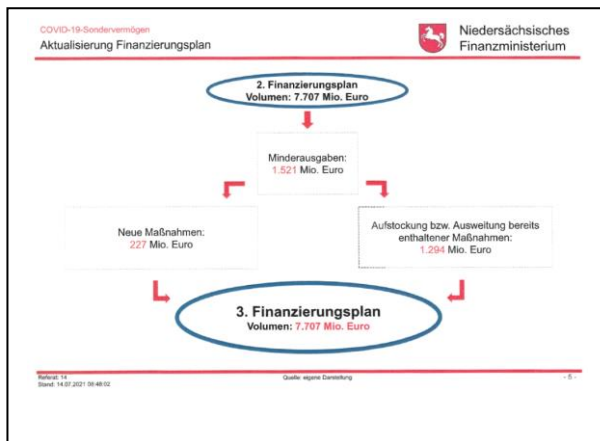 COVID-19-Sondervermögen
Aktualisierung Finanzierungsplan
Niedersächsisches
Finanzministerium
2. Finanzierungsplan
Volumen: 7.707 Mio. Euro
Minderausgaben:
1.521 Mio. Euro
Neue Maßnahmen:
227 Mio. Euro
Aufstockung bzw. Ausweitung bereits
enthaltener Maßnahmen:
1.294 Mio. Euro
3. Finanzierungsplan
Volumen: 7.707 Mio. Euro
Referat: 14
Stand: 14.07.2021
Quelle: eigene Darstellung
- 5 -